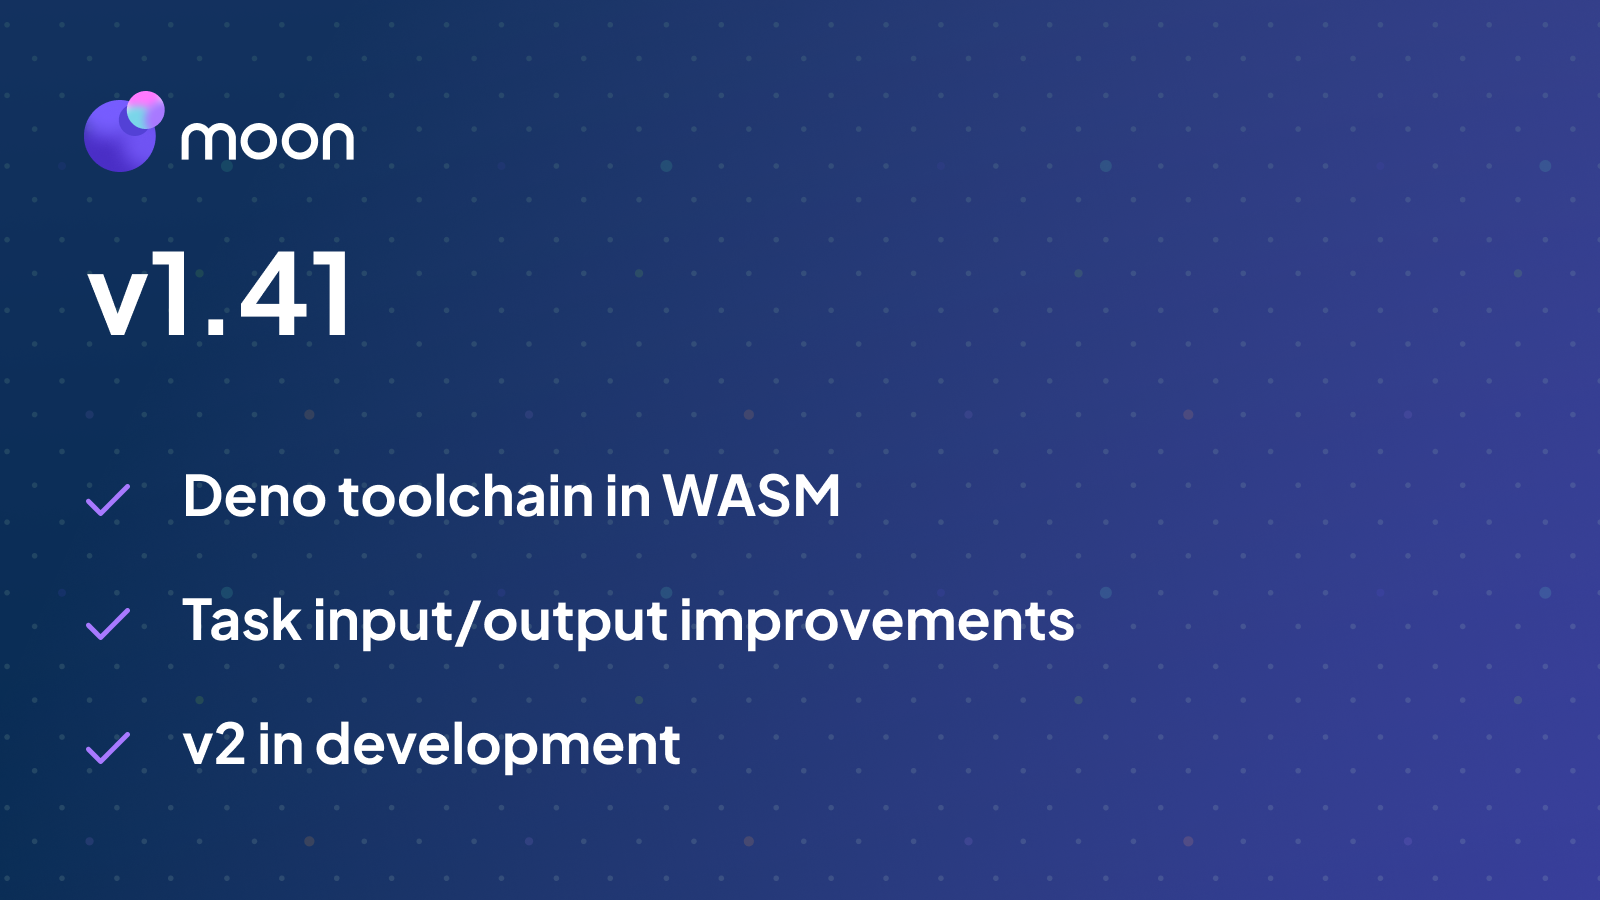 moon
v1.41
Deno toolchain in WASM
Task input/output improvements
v2 in development